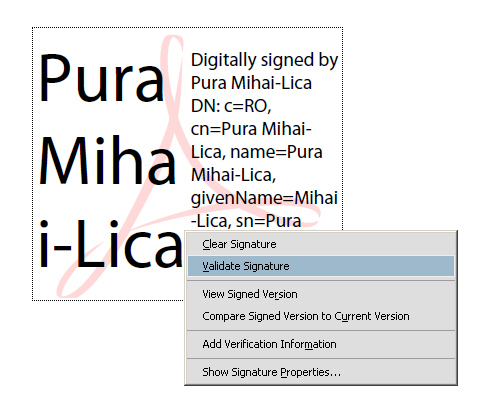 Pura
Miha
i-Lica
Digitally signed by
Pura Mihai-Lica
DN: c=RO,
cn=Pura Mihai-
Lica, name=Pura
Mihai-Lica,
givenName=Mihai
-Lica, sn=Pura
Clear Signature
Validate Signature
View Signed Version
Compare Signed Version to Current Version
Add Verification Information
Show Signature Properties...